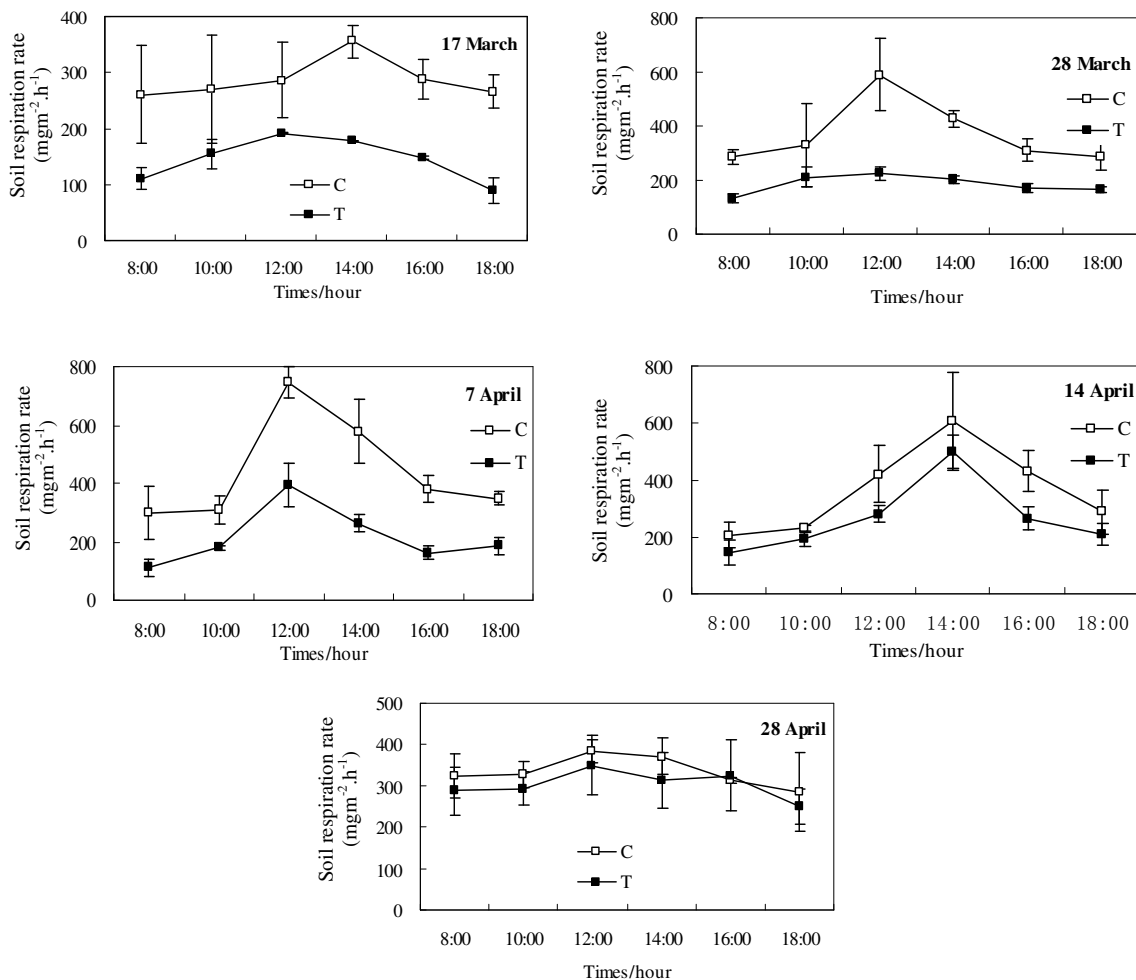 17 March
Soil respiration rate
(mgm⁻².h⁻¹)
400
300
200
100
0
C
T
8:00 10:00 12:00 14:00 16:00 18:00
Times/hour
28 March
Soil respiration rate
(mgm⁻².h⁻¹)
800
600
400
200
0
C
T
8:00 10:00 12:00 14:00 16:00 18:00
Times/hour
7 April
Soil respiration rate
(mgm⁻².h⁻¹)
800
600
400
200
0
C
T
8:00 10:00 12:00 14:00 16:00 18:00
Times/hour
14 April
Soil respiration rate
(mgm⁻².h⁻¹)
800
600
400
200
0
C
T
8:00 10:00 12:00 14:00 16:00 18:00
Times/hour
28 April
Soil respiration rate
(mgm⁻².h⁻¹)
500
400
300
200
100
0
C
T
8:00 10:00 12:00 14:00 16:00 18:00
Times/hour